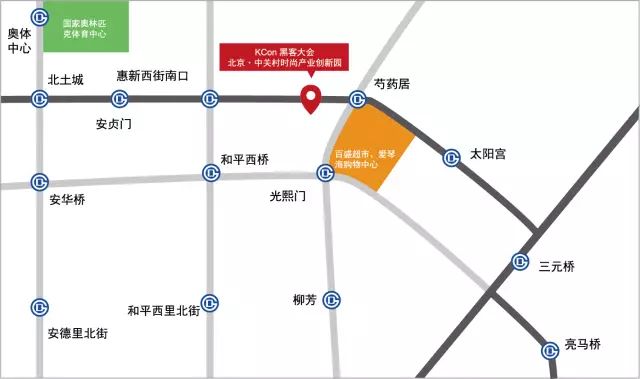 国家奥林匹
克体育中心
奥体
中心
KCon 黑客大会
北京·中关村时尚产业创新园
北土城
惠新西街南口
芍药居
安贞门
百盛超市、爱琴
海购物中心
太阳宫
和平西桥
光熙门
安华桥
三元桥
柳芳
和平西里北街
安德里北街
亮马桥